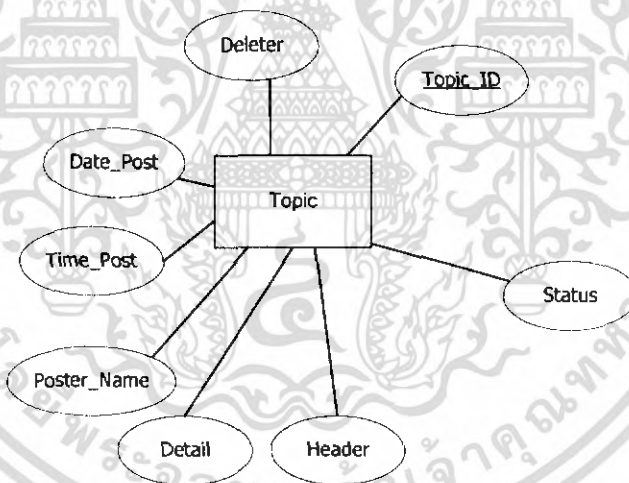 Deleter
Topic_ID
Date_Post
Topic
Time_Post
Status
Poster_Name
Detail
Header